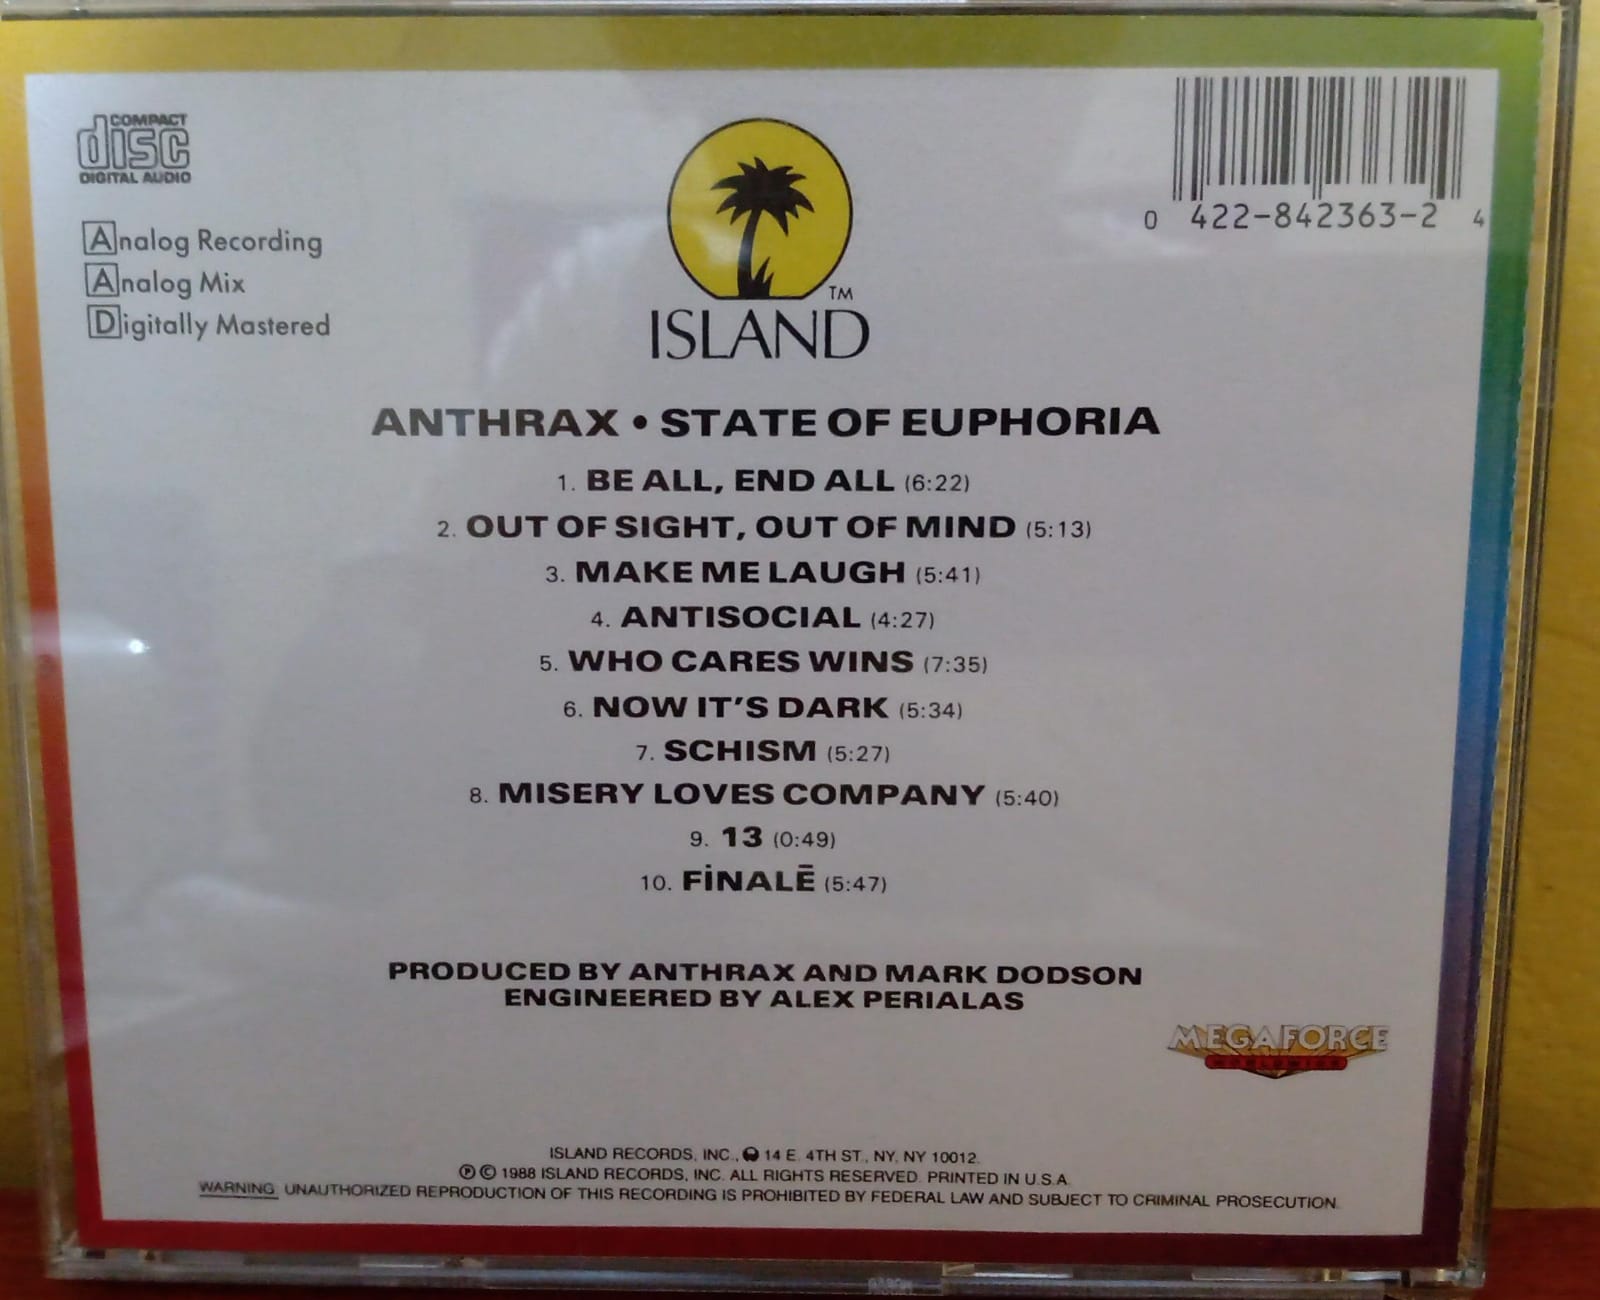 COMPACT
disc
DIGITAL AUDIO
Analog Recording
Analog Mix
Digitally Mastered
TM
ISLAND
0 422-842363-2 4
ANTHRAX • STATE OF EUPHORIA
1. BE ALL, END ALL (6:22)
2. OUT OF SIGHT, OUT OF MIND (5:13)
3. MAKE ME LAUGH (5:41)
4. ANTISOCIAL (4:27)
5. WHO CARES WINS (7:35)
6. NOW IT'S DARK (5:34)
7. SCHISM (5:27)
8. MISERY LOVES COMPANY (5:40)
9. 13 (0:49)
10. FİNALĒ (5:47)
PRODUCED BY ANTHRAX AND MARK DODSON
ENGINEERED BY ALEX PERIALAS
MEGAFORCE
ISLAND RECORDS, INC., 14 E. 4TH ST., NY, NY 10012.
Ⓟ © 1988 ISLAND RECORDS, INC. ALL RIGHTS RESERVED. PRINTED IN U.S.A.
WARNING: UNAUTHORIZED REPRODUCTION OF THIS RECORDING IS PROHIBITED BY FEDERAL LAW AND SUBJECT TO CRIMINAL PROSECUTION.